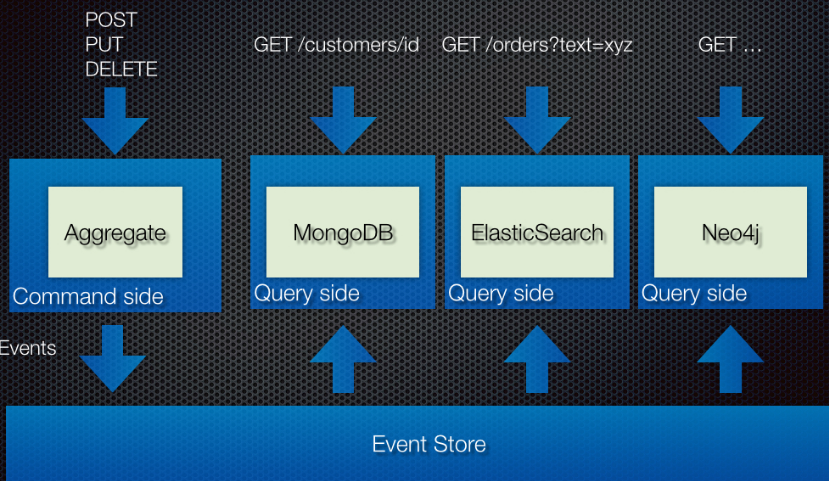 POST
PUT
DELETE
GET /customers/id
GET /orders?text=xyz
GET ...
Aggregate
MongoDB
ElasticSearch
Neo4j
Command side
Query side
Query side
Query side
Events
Event Store